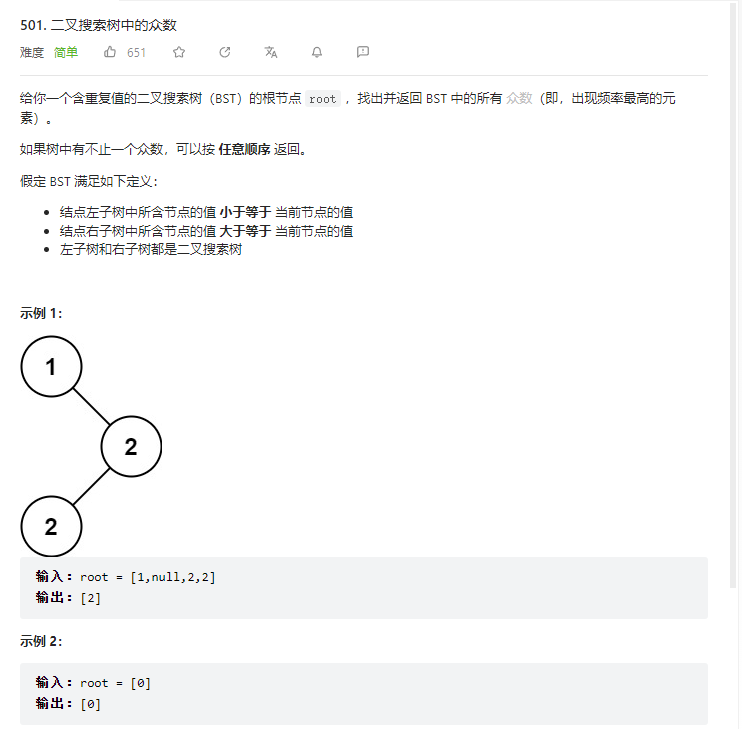 501. 二叉搜索树中的众数
难度 简单 651
给你一个含重复值的二叉搜索树（BST）的根节点 root ，找出并返回 BST 中的所有 众数（即，出现频率最高的元
素）。
如果树中有不止一个众数，可以按 任意顺序 返回。
假定 BST 满足如下定义：
• 结点左子树中所含节点的值 小于等于 当前节点的值
• 结点右子树中所含节点的值 大于等于 当前节点的值
• 左子树和右子树都是二叉搜索树
示例 1：
1
2
2
输入：root = [1,null,2,2]
输出：[2]
示例 2：
输入：root = [0]
输出：[0]